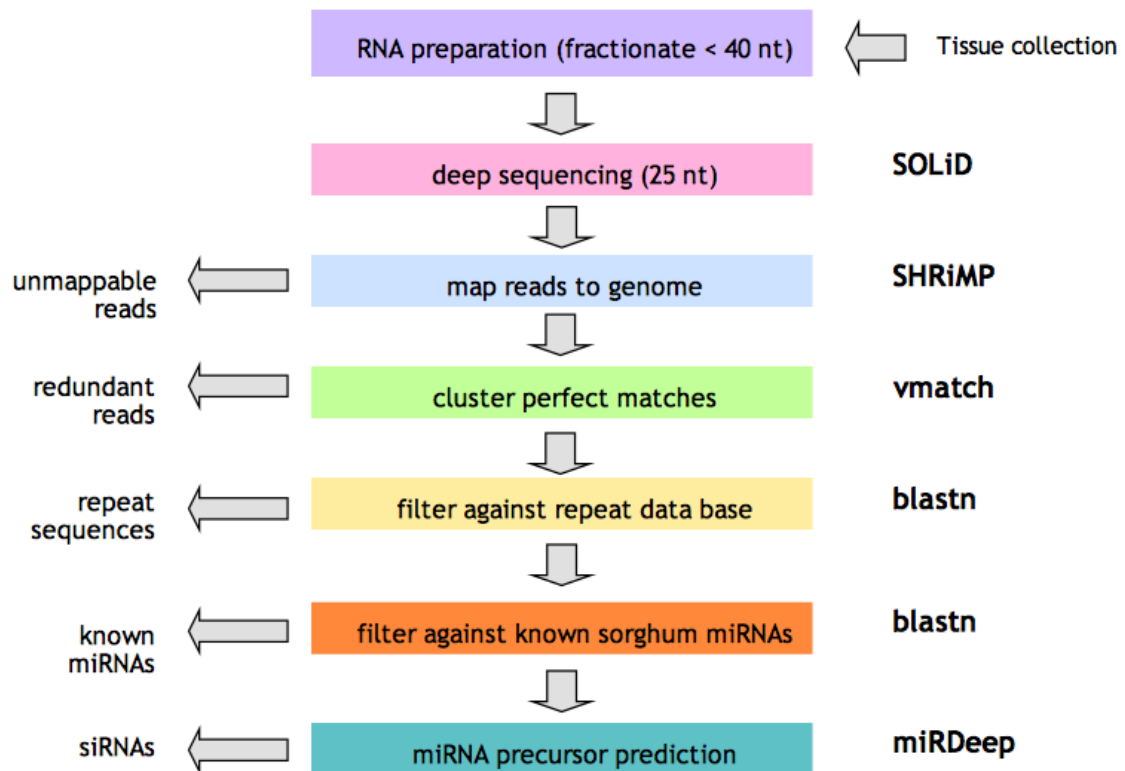 RNA preparation (fractionate < 40 nt)
Tissue collection
deep sequencing (25 nt)
SOLiD
unmappable
reads
map reads to genome
SHRiMP
redundant
reads
cluster perfect matches
vmatch
repeat
sequences
filter against repeat data base
blastn
known
miRNAs
filter against known sorghum miRNAs
blastn
siRNAs
miRNA precursor prediction
miRDeep